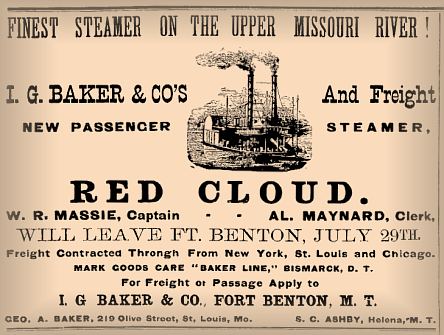 FINEST STEAMER ON THE UPPER MISSOURI RIVER!
I. G. BAKER & CO'S And Freight
NEW PASSENGER STEAMER,
RED CLOUD.
W. R. MASSIE, Captain - - AL. MAYNARD, Clerk,
WILL LEAVE FT. BENTON, JULY 29TH.
Freight Contracted Throngh From New York, St. Louis and Chicago.
MARK GOODS CARE "BAKER LINE," BISMARCK, D. T.
For Freight or Passage Apply to
I. G BAKER & CO., FORT BENTON, M. T.
GEO. A. BAKER, 219 Olive Street, St, Louis, Mo. S. C. ASHBY, Helena, M. T.